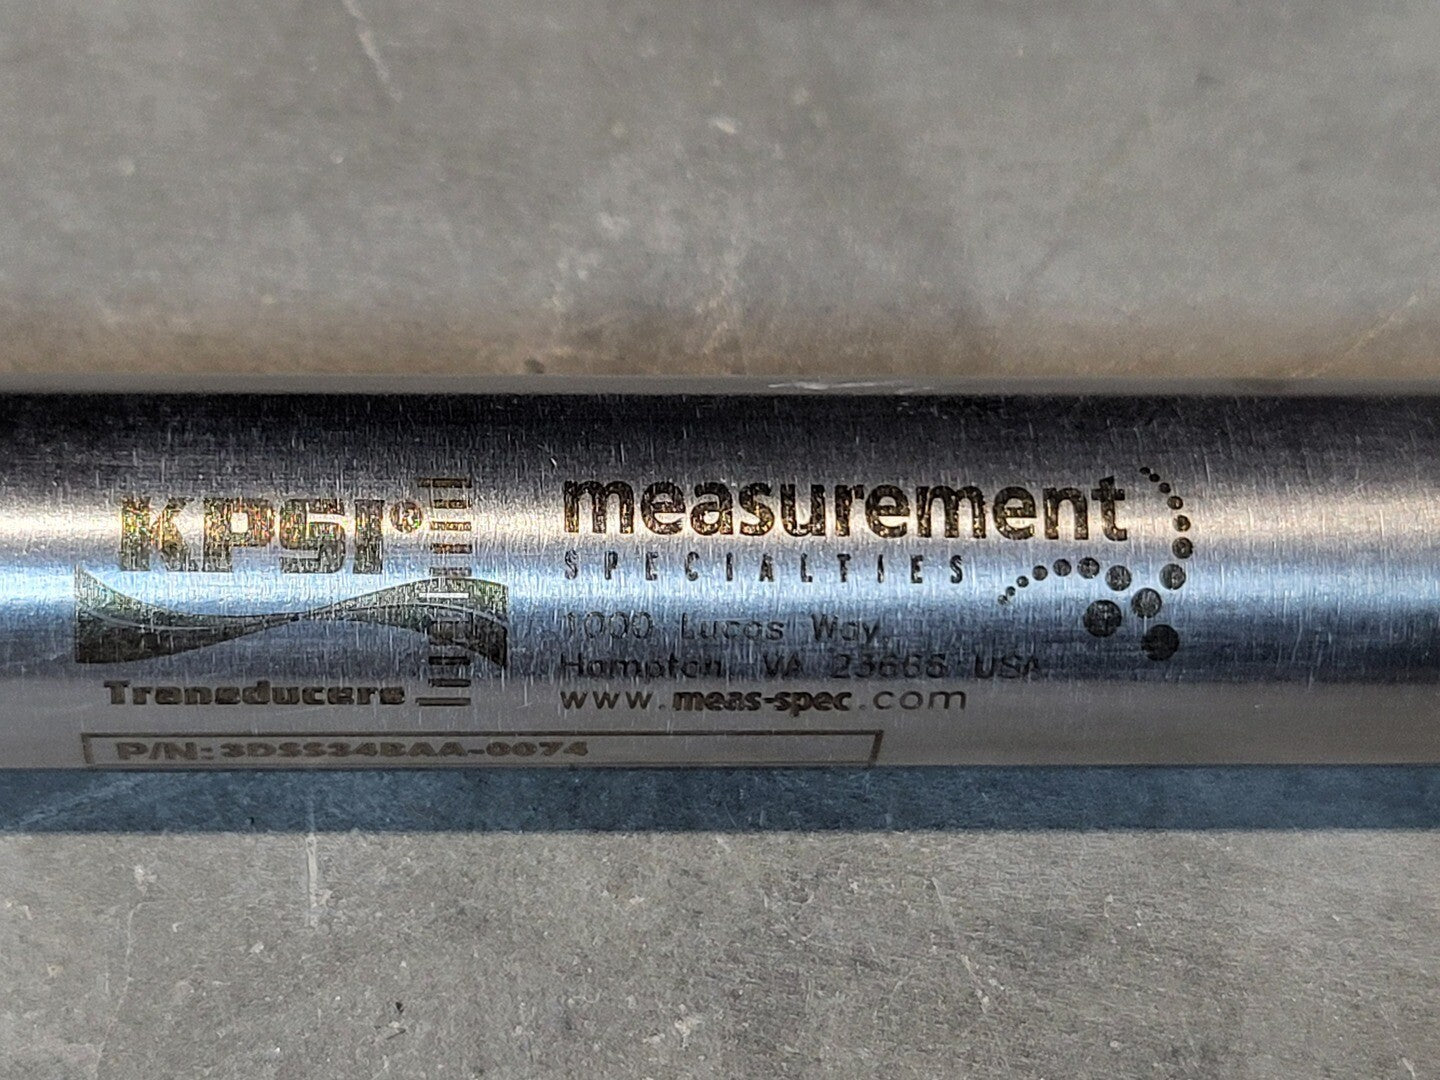 KPSI®
Transducers
measurement
SPECIALTIES
1000 Lucas Way
Hampton, VA 23666 USA
www.meas-spec.com
P/N: 3DSS34BAA-0074